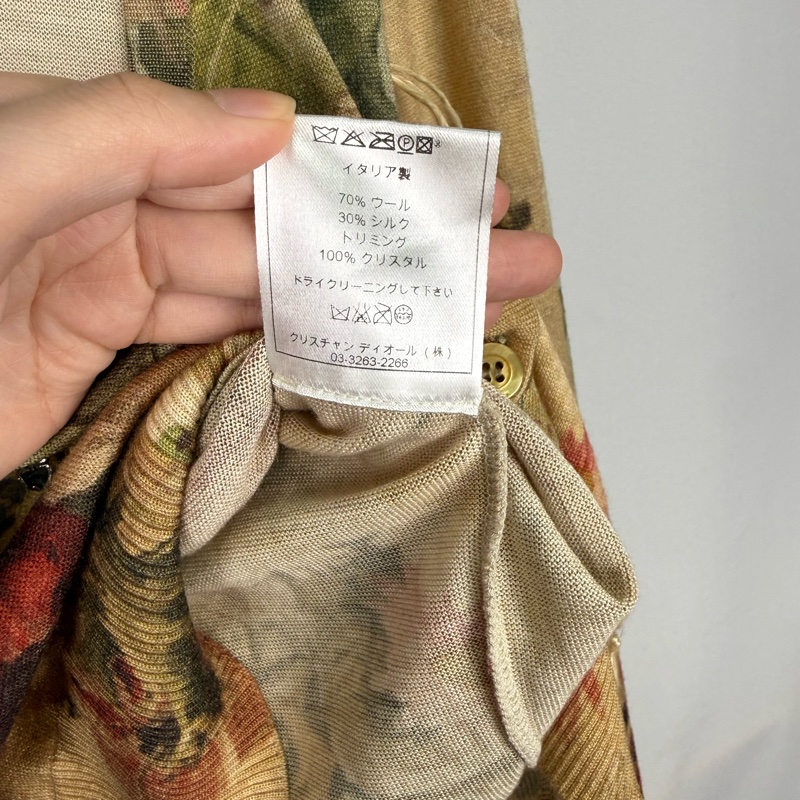 イタリア製
70% ウール
30% シルク
トリミング
100% クリスタル
ドライクリーニングして下さい
クリスチャン ディオール (株)
03-3263-2266